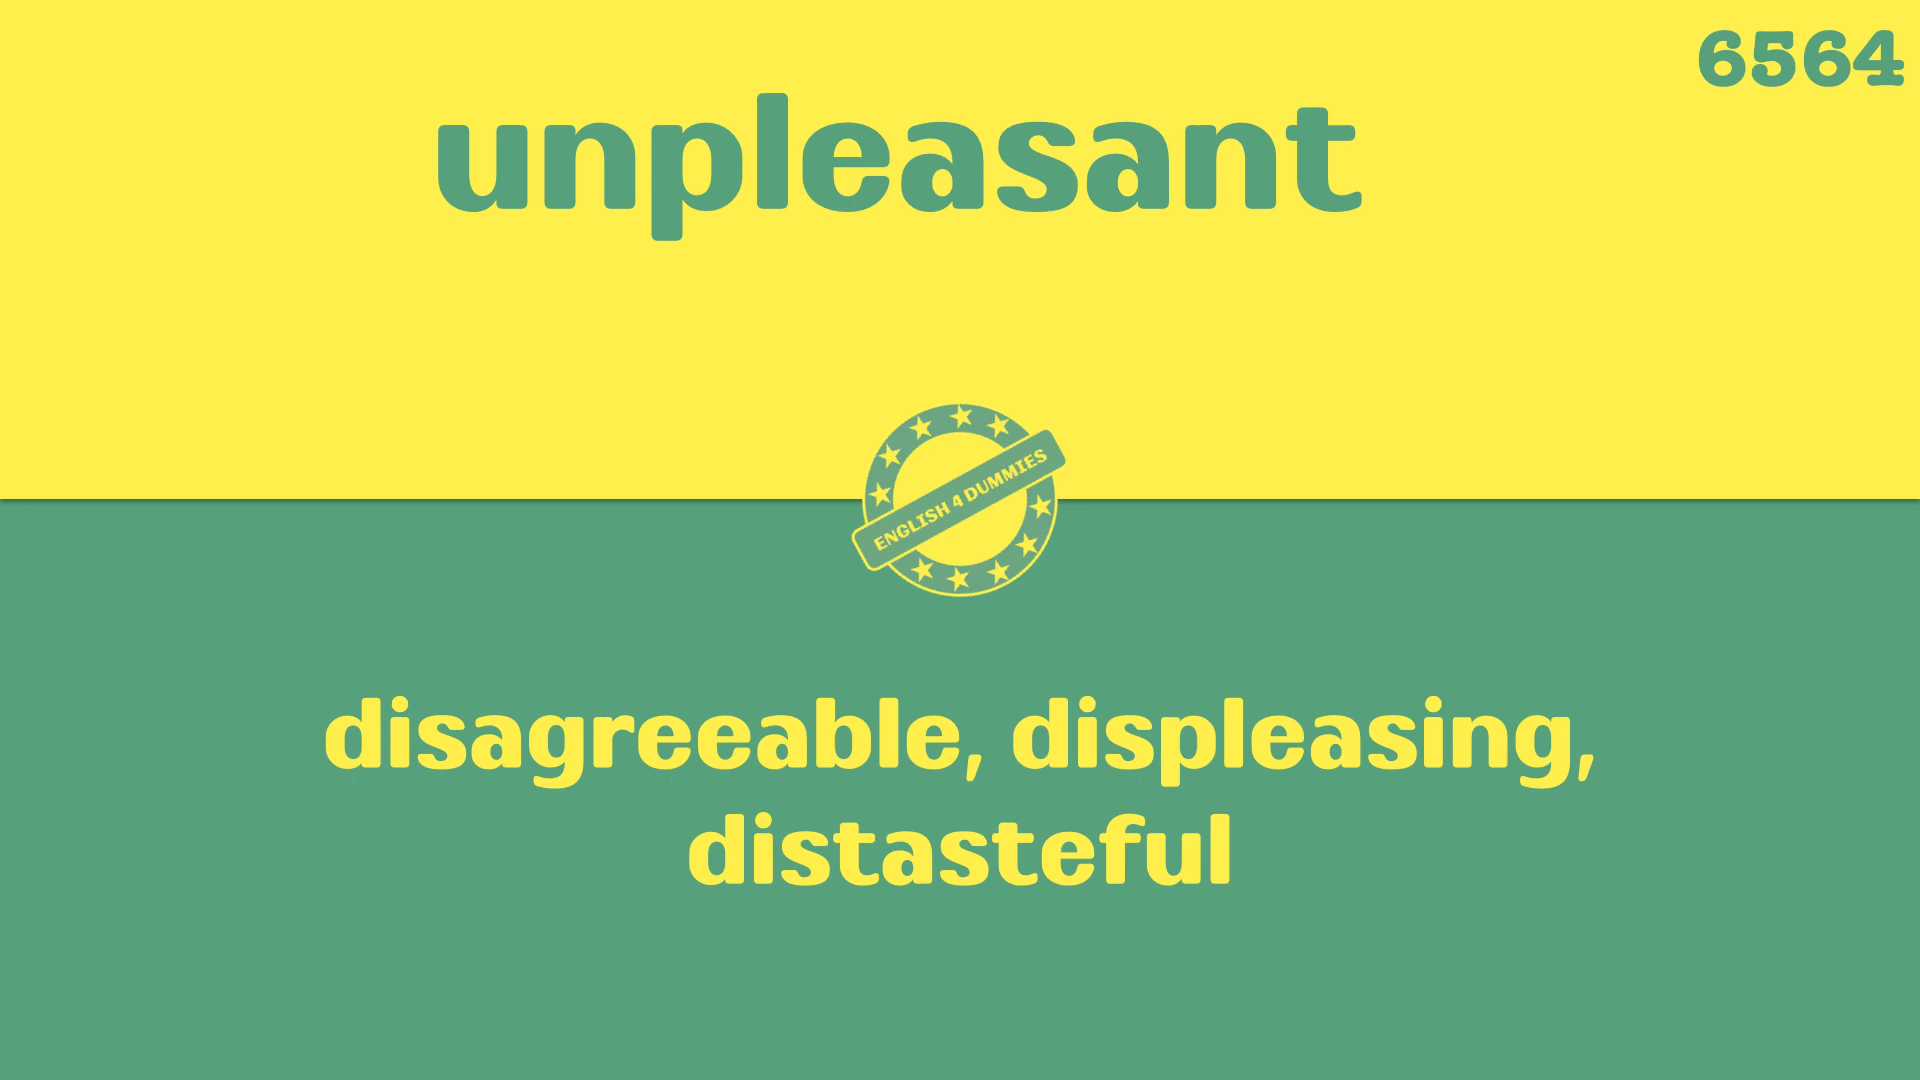 6564
unpleasant
ENGLISH 4 DUMMIES
disagreeable, displeasing,
distasteful